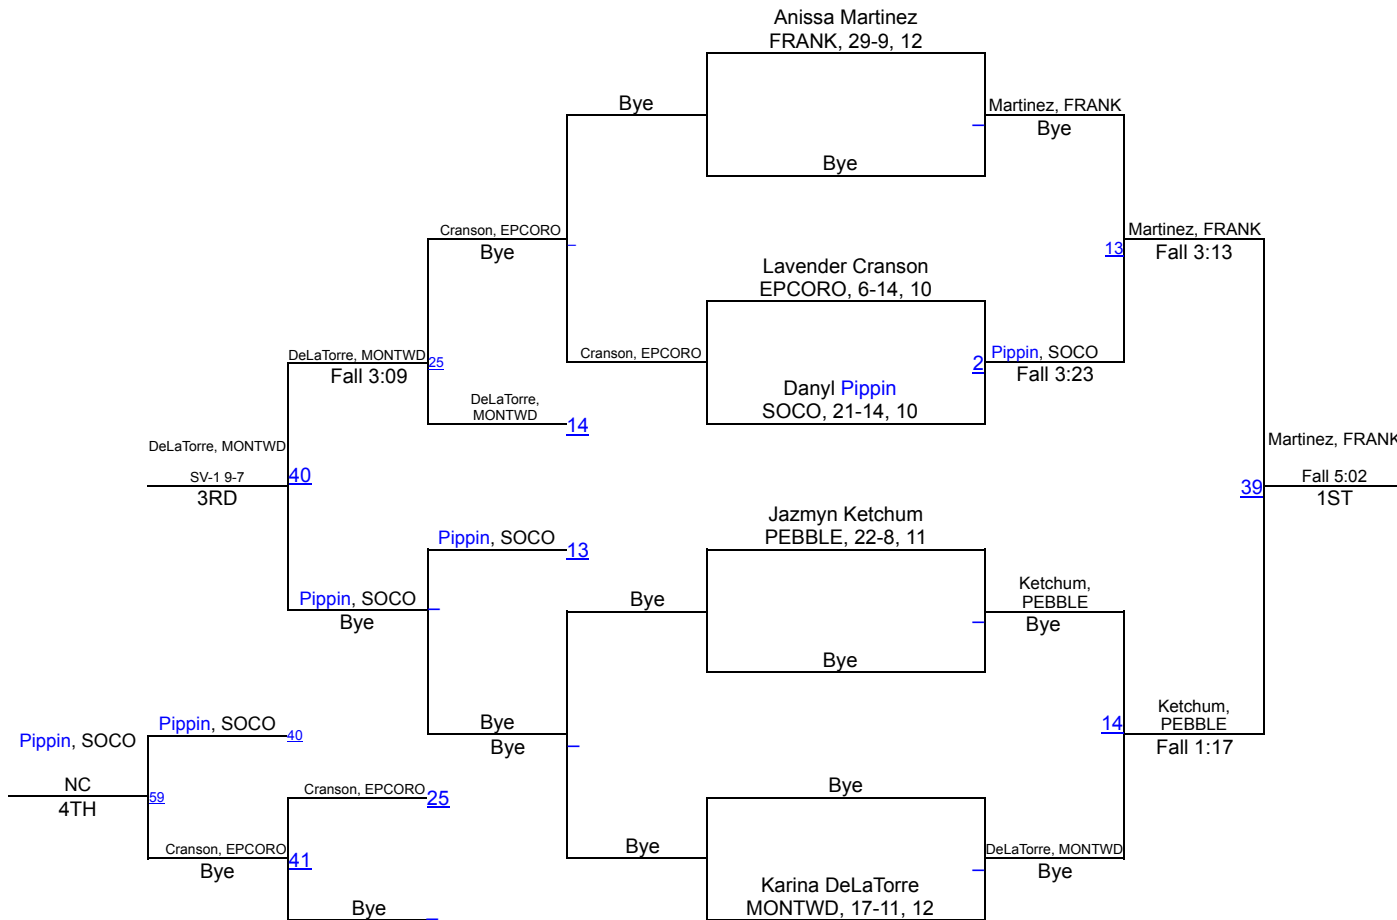 Anissa Martinez
FRANK, 29-9, 12
Bye
Martinez, FRANK
Bye
Bye
Cranson, EPCORO
Bye
Martinez, FRANK
13
Fall 3:13
Lavender Cranson
EPCORO, 6-14, 10
DeLaTorre, MONTWD
25
Fall 3:09
Cranson, EPCORO
2
Pippin, SOCO
Fall 3:23
Danyl Pippin
SOCO, 21-14, 10
DeLaTorre,
MONTWD
14
DeLaTorre, MONTWD
SV-1 9-7
40
3RD
Martinez, FRANK
Fall 5:02
39
1ST
Jazmyn Ketchum
PEBBLE, 22-8, 11
Pippin, SOCO
13
Pippin, SOCO
Bye
Bye
Ketchum,
PEBBLE
Bye
Bye
Bye
Bye
14
Ketchum,
PEBBLE
Fall 1:17
Pippin, SOCO
Pippin, SOCO
40
NC
59
4TH
Cranson, EPCORO
25
Bye
Cranson, EPCORO
41
Bye
Bye
DeLaTorre, MONTWD
Bye
Karina DeLaTorre
MONTWD, 17-11, 12
Bye